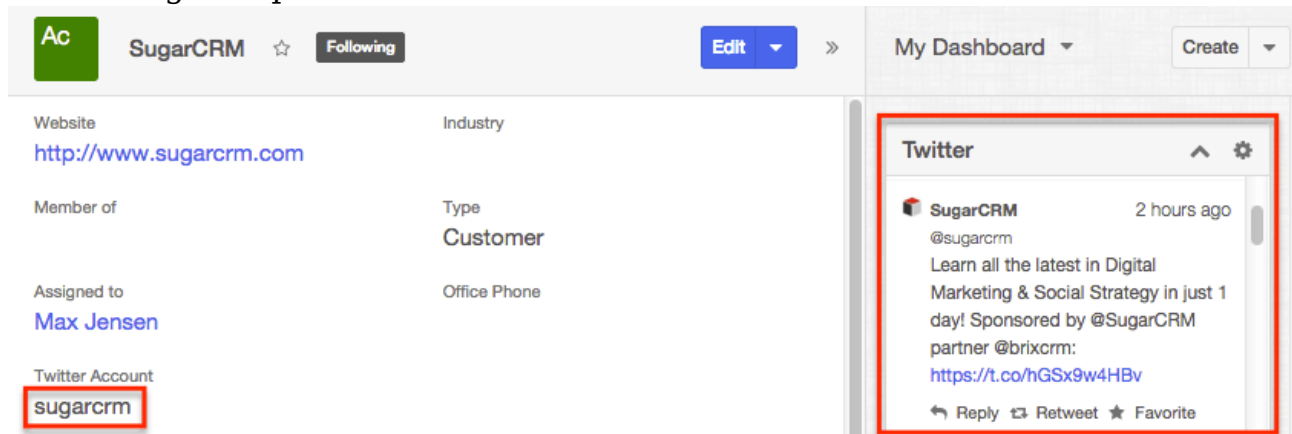 Ac
SugarCRM Following Edit
Website
http://www.sugarcrm.com
Industry
Member of
Type
Customer
Assigned to
Max Jensen
Office Phone
Twitter Account
sugarcrm
My Dashboard Create
Twitter
SugarCRM 2 hours ago
@sugarcrm
Learn all the latest in Digital
Marketing & Social Strategy in just 1
day! Sponsored by @SugarCRM
partner @brixcrm:
https://t.co/hGSx9w4HBv
Reply Retweet Favorite